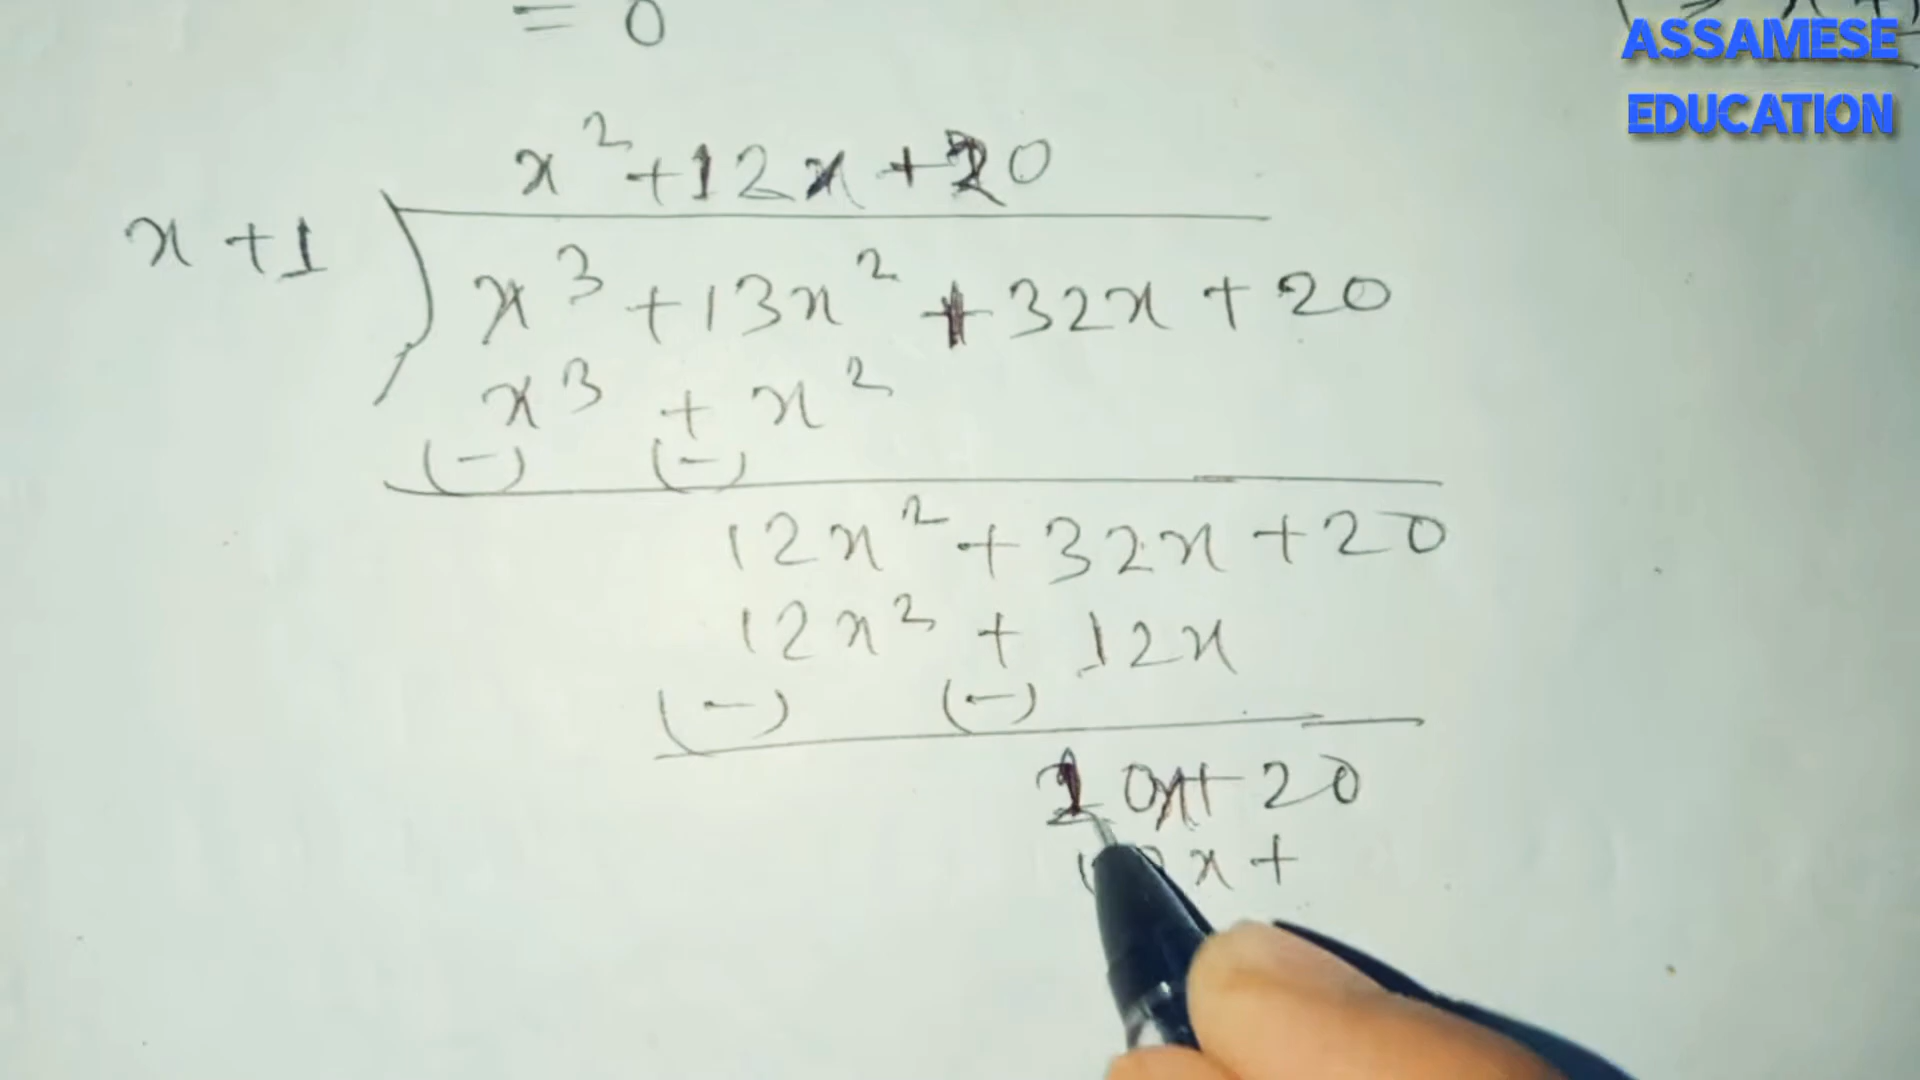 = 0
ASSAMESE
EDUCATION
x² + 12x + 20
x + 1
x³ + 13x² + 32x + 20
x³ + x²
(-) (-)
12x² + 32x + 20
12x² + 12x
(-) (-)
20x + 20
x +